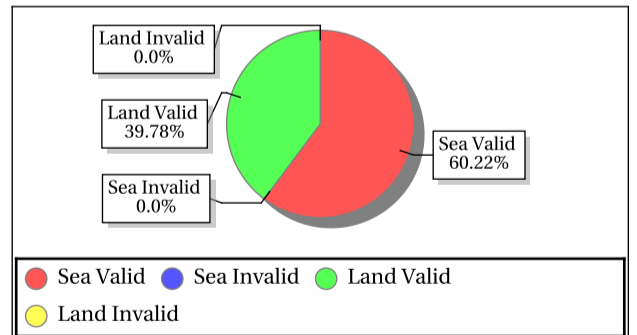 Land Invalid
0.0%
Land Valid
39.78%
Sea Valid
60.22%
Sea Invalid
0.0%
Sea Valid Sea Invalid Land Valid
Land Invalid